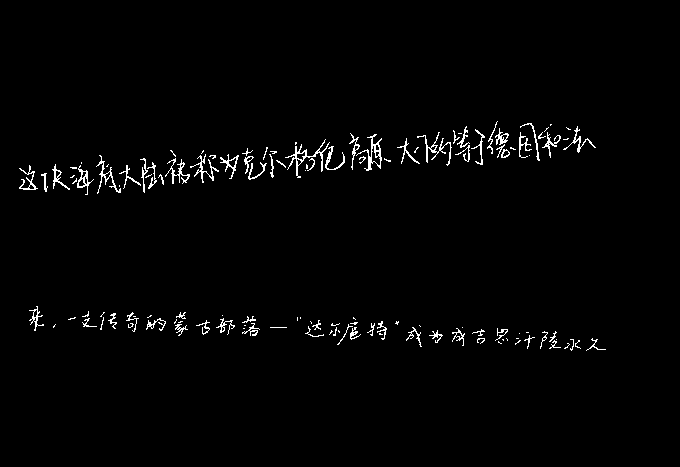 这块海底大陆被称为克尔格伦高原、大小约等于德国和法
来，一支传奇的蒙古部落—“达尔扈特”成为成吉思汗陵永久